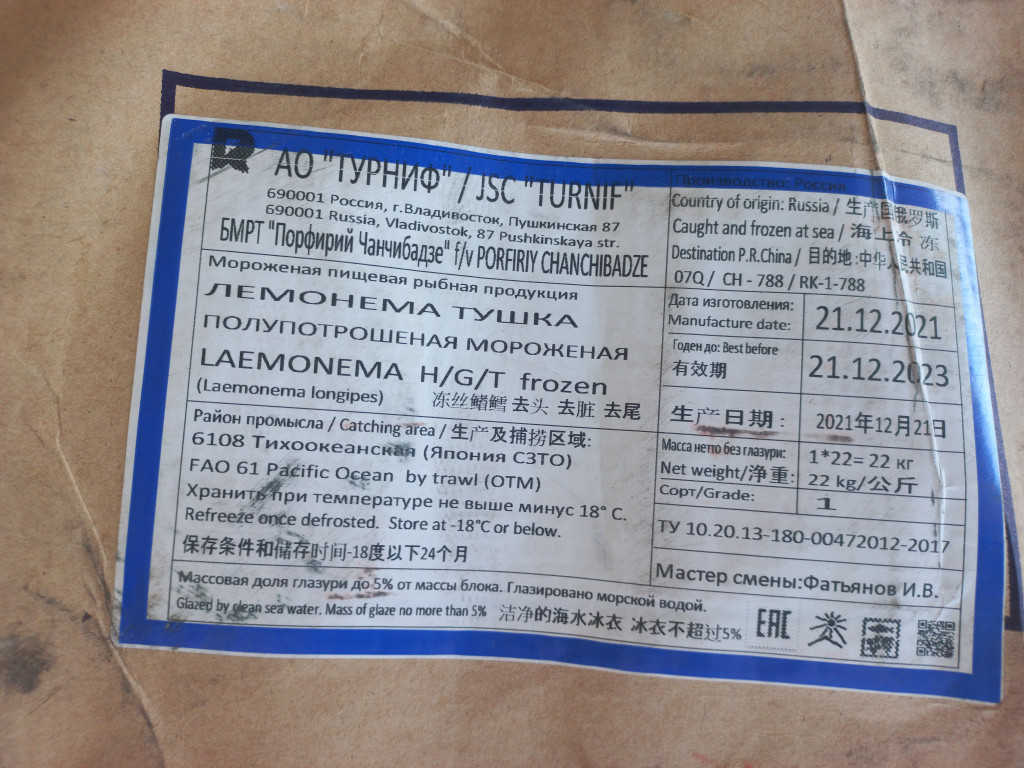 АО "ТУРНИФ" / JSC "TURNIF"
690001 Россия, г.Владивосток, Пушкинская 87
690001 Russia, Vladivostok, 87 Pushkinskaya str.
БМРТ "Порфирий Чанчибадзе" f/v PORFIRIY CHANCHIBADZE
Мороженая пищевая рыбная продукция
ЛЕМОНЕМА ТУШКА
ПОЛУПОТРОШЕНАЯ МОРОЖЕНАЯ
LAEMONEMA H/G/T frozen
(Laemonema longipes) 冻丝鳍鳕 去头 去脏 去尾
Район промысла / Catching area / 生产及捕捞区域:
6108 Тихоокеанская (Япония СЗТО)
FAO 61 Pacific Ocean by trawl (OTM)
Хранить при температуре не выше минус 18° С.
Refreeze once defrosted. Store at -18°C or below.
保存条件和储存时间-18度以下24个月
Производство: Россия
Country of origin: Russia / 生产国俄罗斯
Caught and frozen at sea / 海上冷冻
Destination P.R.China / 目的地:中华人民共和国
07Q / CH - 788 / RK-1-788
Дата изготовления:
Manufacture date: 21.12.2021
Годен до: Best before
有效期 21.12.2023
生产日期: 2021年12月21日
Масса нетто без глазури: 1*22= 22 кг
Net weight/净重: 22 kg/公斤
Сорт/Grade: 1
ТУ 10.20.13-180-00472012-2017
Мастер смены:Фатьянов И.В.
Массовая доля глазури до 5% от массы блока. Глазировано морской водой.
Glazed by clean sea water. Mass of glaze no more than 5% 洁净的海水冰衣 冰衣不超过5%
EAC